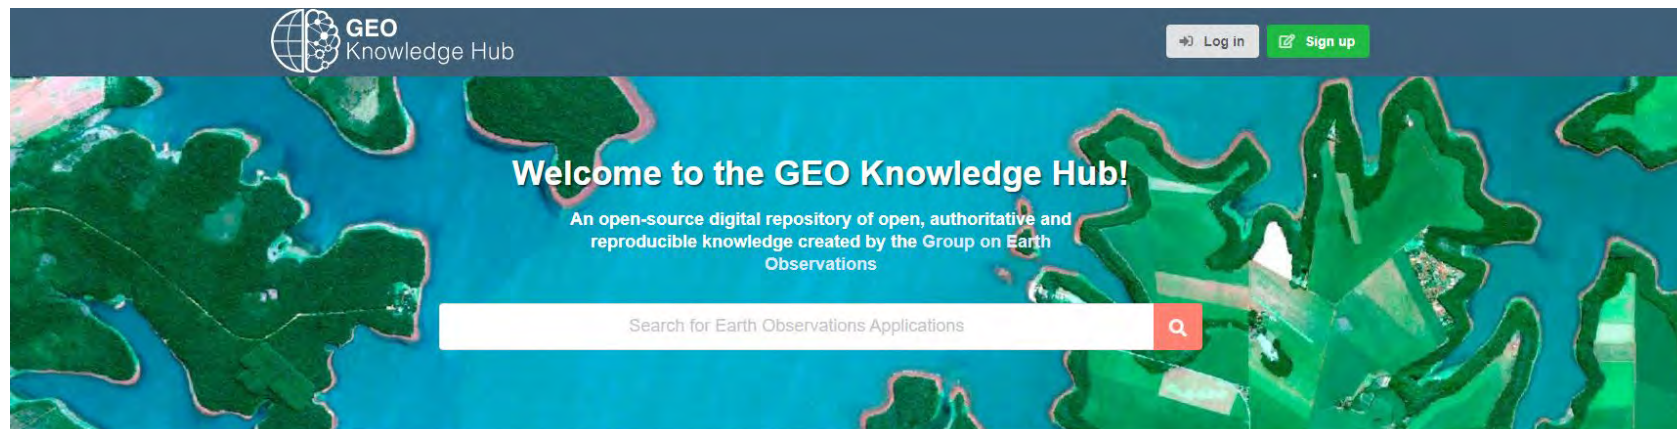 GEO
Knowledge Hub
Log in
Sign up
Welcome to the GEO Knowledge Hub!
An open-source digital repository of open, authoritative and
reproducible knowledge created by the Group on Earth
Observations
Search for Earth Observations Applications